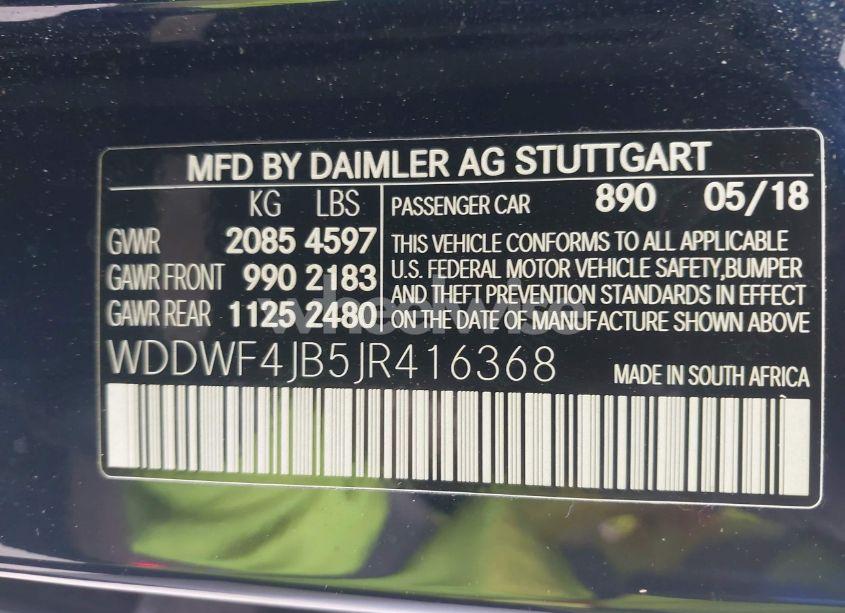 MFD BY DAIMLER AG STUTTGART
KG LBS
GVWR 2085 4597
GAWR FRONT 990 2183
GAWR REAR 1125 2480
PASSENGER CAR 890 05/18
THIS VEHICLE CONFORMS TO ALL APPLICABLE
U.S. FEDERAL MOTOR VEHICLE SAFETY,BUMPER
AND THEFT PREVENTION STANDARDS IN EFFECT
ON THE DATE OF MANUFACTURE SHOWN ABOVE
WDDWF4JB5JR416368
MADE IN SOUTH AFRICA